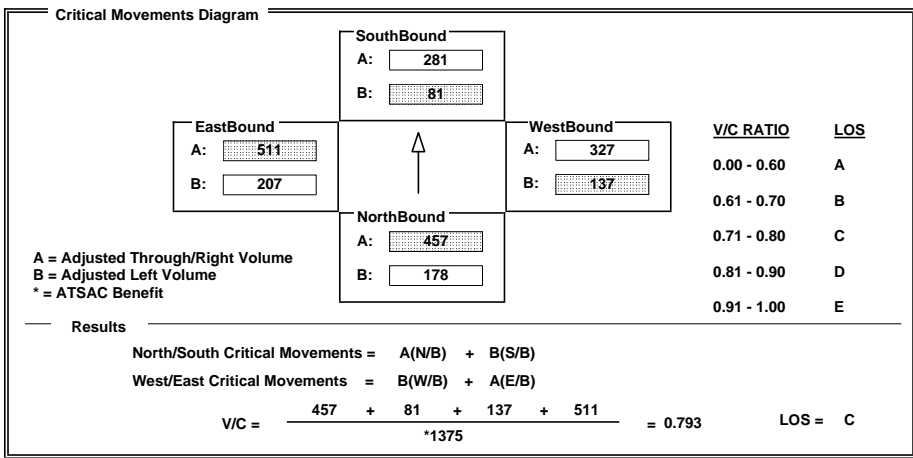 Critical Movements Diagram
SouthBound
A: 281
B: 81
EastBound
A: 511
B: 207
WestBound
A: 327
B: 137
NorthBound
A: 457
B: 178
V/C RATIO LOS
0.00 - 0.60 A
0.61 - 0.70 B
0.71 - 0.80 C
0.81 - 0.90 D
0.91 - 1.00 E
A = Adjusted Through/Right Volume
B = Adjusted Left Volume
* = ATSAC Benefit
Results
North/South Critical Movements = A(N/B) + B(S/B)
West/East Critical Movements = B(W/B) + A(E/B)
V/C = 457 + 81 + 137 + 511 = 0.793 LOS = C
*1375